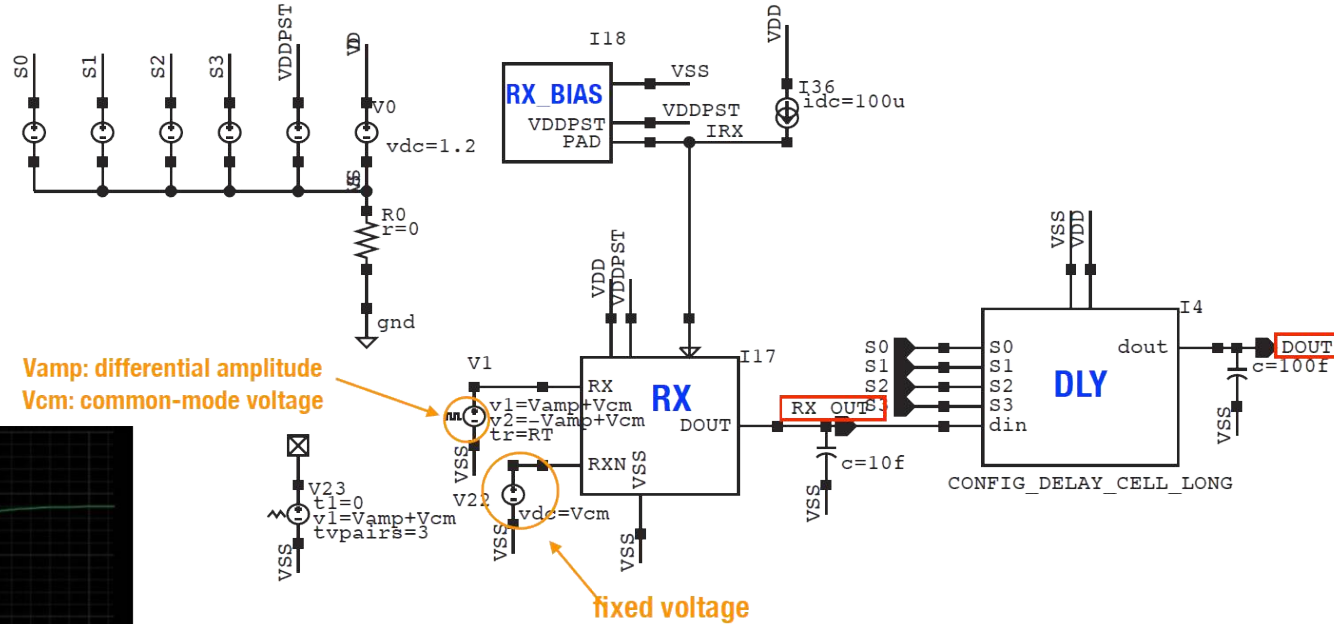 S0
S1
S2
S3
VDDPST
V0
vdc=1.2
R0
r=0
gnd
I18
RX_BIAS
VSS
VDDPST
VDDPST
PAD
IRX
VDD
I36
idc=100u
Vamp: differential amplitude
Vcm: common-mode voltage
V1
v1=Vamp+Vcm
v2=-Vamp+Vcm
tr=RT
VSS
V22
vdc=Vcm
VSS
fixed voltage
V23
t1=0
v1=Vamp+Vcm
tvpairs=3
VSS
VDD
VDDPST
I17
RX
RX
RXN
DOUT
VSS
VSS
RX_OUT
c=10f
VSS
S0
S1
S2
S3
VSS
VDD
I4
S0
S1
S2
S3
din
dout
DLY
CONFIG_DELAY_CELL_LONG
DOUT
c=100f
VSS